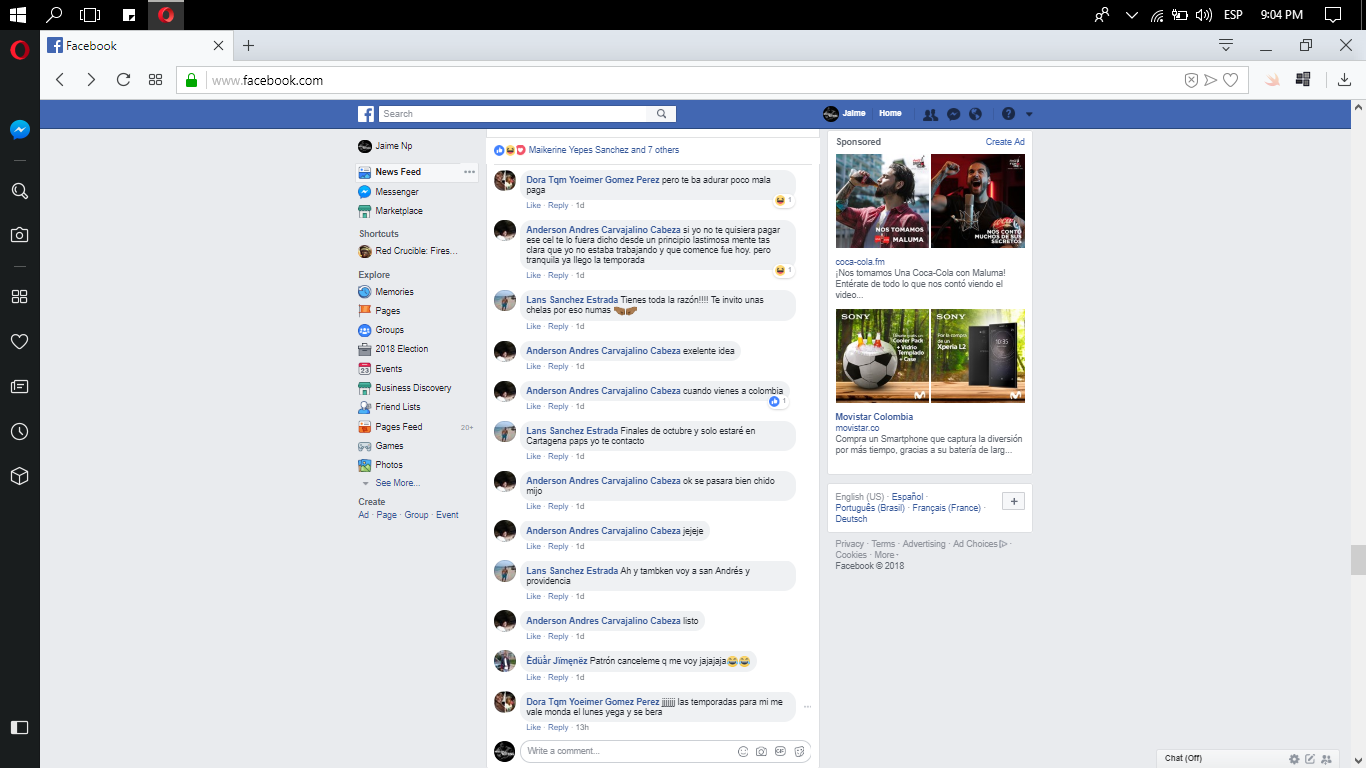 ESP 9:04 PM
Facebook
www.facebook.com
Search
Jaime Home
Jaime Np
News Feed
Messenger
Marketplace
Shortcuts
Red Crucible: Fires...
Explore
Memories
Pages
Groups
2018 Election
23
Events
Business Discovery
Friend Lists
Pages Feed 20+
Games
Photos
See More...
Create
Ad · Page · Group · Event
Maikerine Yepes Sanchez and 7 others
Dora Tqm Yoeimer Gomez Perez pero te ba adurar poco mala
paga
1
Like · Reply · 1d
Anderson Andres Carvajalino Cabeza si yo no te quisiera pagar
ese cel te lo fuera dicho desde un principio lastimosa mente tas
clara que yo no estaba trabajando y que comence fue hoy. pero
tranquila ya llego la temporada
1
Like · Reply · 1d
Lans Sanchez Estrada Tienes toda la razón!!!! Te invito unas
chelas por eso numas
Like · Reply · 1d
Anderson Andres Carvajalino Cabeza exelente idea
Like · Reply · 1d
Anderson Andres Carvajalino Cabeza cuando vienes a colombia
1
Like · Reply · 1d
Lans Sanchez Estrada Finales de octubre y solo estaré en
Cartagena paps yo te contacto
Like · Reply · 1d
Anderson Andres Carvajalino Cabeza ok se pasara bien chido
mijo
Like · Reply · 1d
Anderson Andres Carvajalino Cabeza jejeje
Like · Reply · 1d
Lans Sanchez Estrada Ah y tambken voy a san Andrés y
providencia
Like · Reply · 1d
Anderson Andres Carvajalino Cabeza listo
Like · Reply · 1d
Êdüår Jïmęnëz Patrón canceleme q me voy jajajaja😂😂
Like · Reply · 1d
Dora Tqm Yoeimer Gomez Perez jjjjjjj las temporadas para mi me
vale monda el lunes yega y se bera
Like · Reply · 13h
Write a comment...
GIF
Sponsored Create Ad
NOS TOMAMOS
MALUMA
NOS CONTÓ
MUCHOS DE SUS
SECRETOS
coca-cola.fm
¡Nos tomamos Una Coca-Cola con Maluma!
Entérate de todo lo que nos contó viendo el
video...
SONY
Cooler Pack
+ Vidrio
Templado
+ Case
SONY
Por la compra
de un
Xperia L2
10:35
Movistar Colombia
movistar.co
Compra un Smartphone que captura la diversión
por más tiempo, gracias a su batería de larg...
English (US) · Español ·
Português (Brasil) · Français (France) ·
Deutsch
Privacy · Terms · Advertising · Ad Choices ·
Cookies · More
Facebook © 2018
Chat (Off)